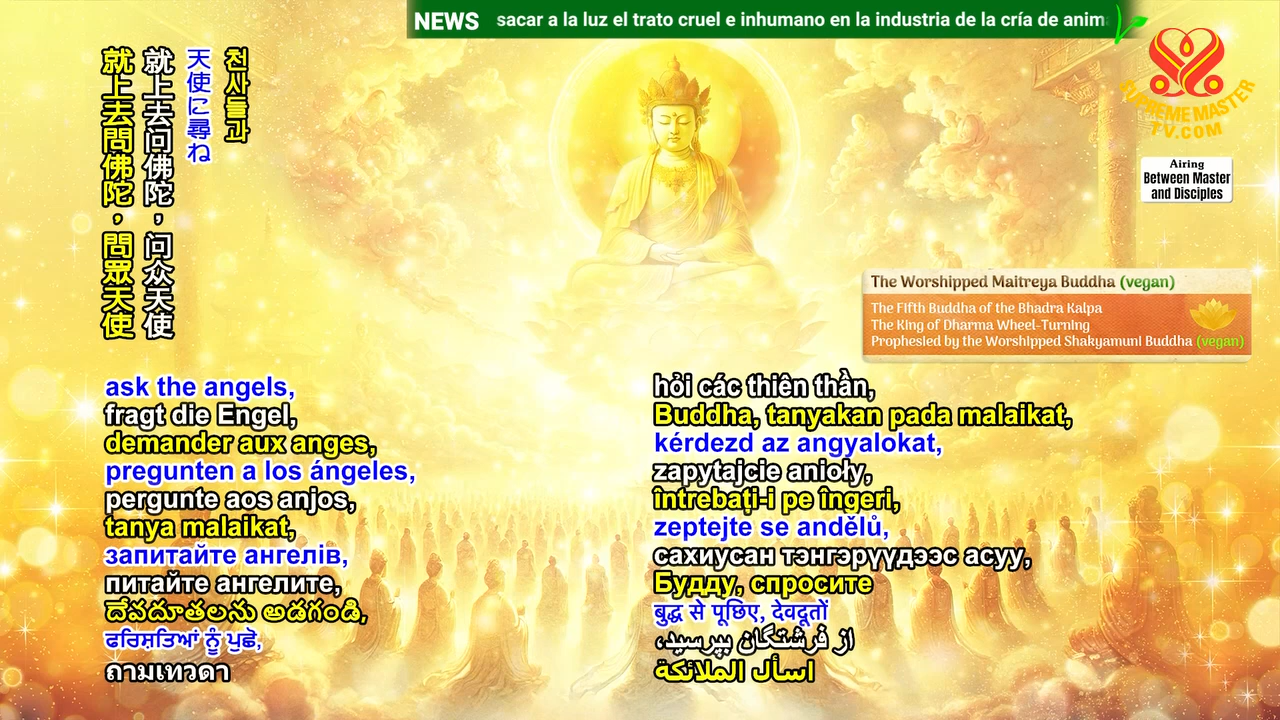 NEWS sacar a la luz el trato cruel e inhumano en la industria de la cría de anim
SUPREME MASTER
TV.COM
Airing
Between Master
and Disciples
천사들과
天使に尋ね
就上去问佛陀，问众天使
就上去問佛陀，問眾天使
The Worshipped Maitreya Buddha (vegan)
The Fifth Buddha of the Bhadra Kalpa
The King of Dharma Wheel-Turning
Prophesied by the Worshipped Shakyamuni Buddha (vegan)
ask the angels,
fragt die Engel,
demander aux anges,
pregunten a los ángeles,
pergunte aos anjos,
tanya malaikat,
запитайте ангелів,
питайте ангелите,
దేవదూతలను అడగండి,
ਫਰਿਸ਼ਤਿਆਂ ਨੂੰ ਪੁਛੋ,
ถามเทวดา
hỏi các thiên thần,
Buddha, tanyakan pada malaikat,
kérdezd az angyalokat,
zapytajcie anioły,
întrebați-i pe îngeri,
zeptejte se andělů,
сахиусан тэнгэрүүдээс асуу,
Будду, спросите
बुद्ध से पूछिए, देवदूतों
از فرشتگان بپرسید،
اسأل الملائكة